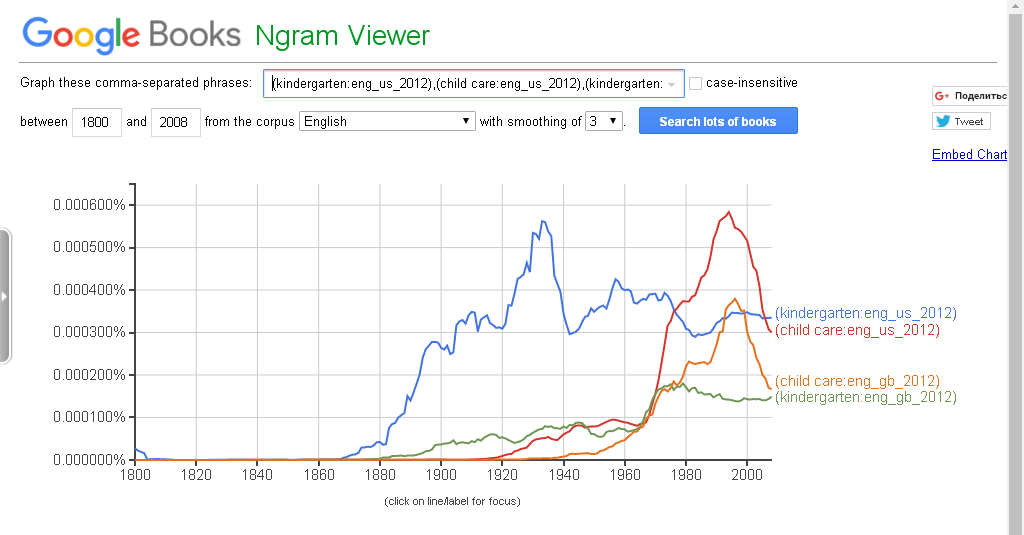 Google Books Ngram Viewer
Graph these comma-separated phrases: (kindergarten:eng_us_2012),(child care:eng_us_2012),(kindergarten: case-insensitive
between 1800 and 2008 from the corpus English with smoothing of 3 . Search lots of books
G+ Поделитьс
Tweet
Embed Chart
0.000600%
0.000500%
0.000400%
0.000300%
0.000200%
0.000100%
0.000000%
(kindergarten:eng_us_2012)
(child care:eng_us_2012)
(child care:eng_gb_2012)
(kindergarten:eng_gb_2012)
1800 1820 1840 1860 1880 1900 1920 1940 1960 1980 2000
(click on line/label for focus)